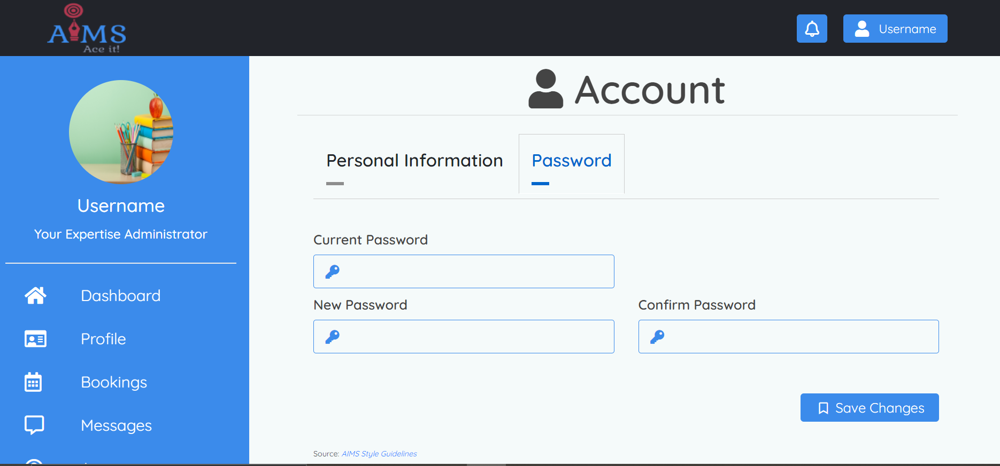 AIMS
Ace it!
Username
Account
Username
Your Expertise Administrator
Dashboard
Profile
Bookings
Messages
Personal Information
Password
Current Password
New Password
Confirm Password
Save Changes
Source: AIMS Style Guidelines